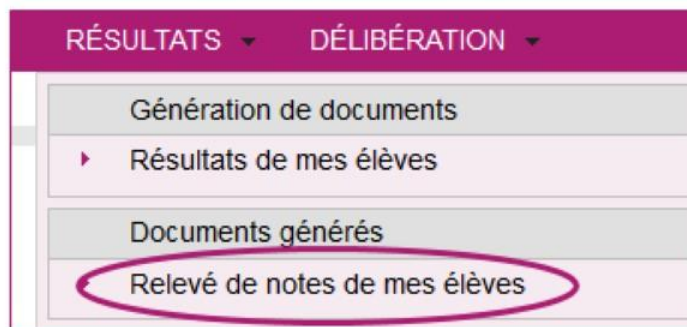 RÉSULTATS DÉLIBÉRATION
Génération de documents
Résultats de mes élèves
Documents générés
Relevé de notes de mes élèves